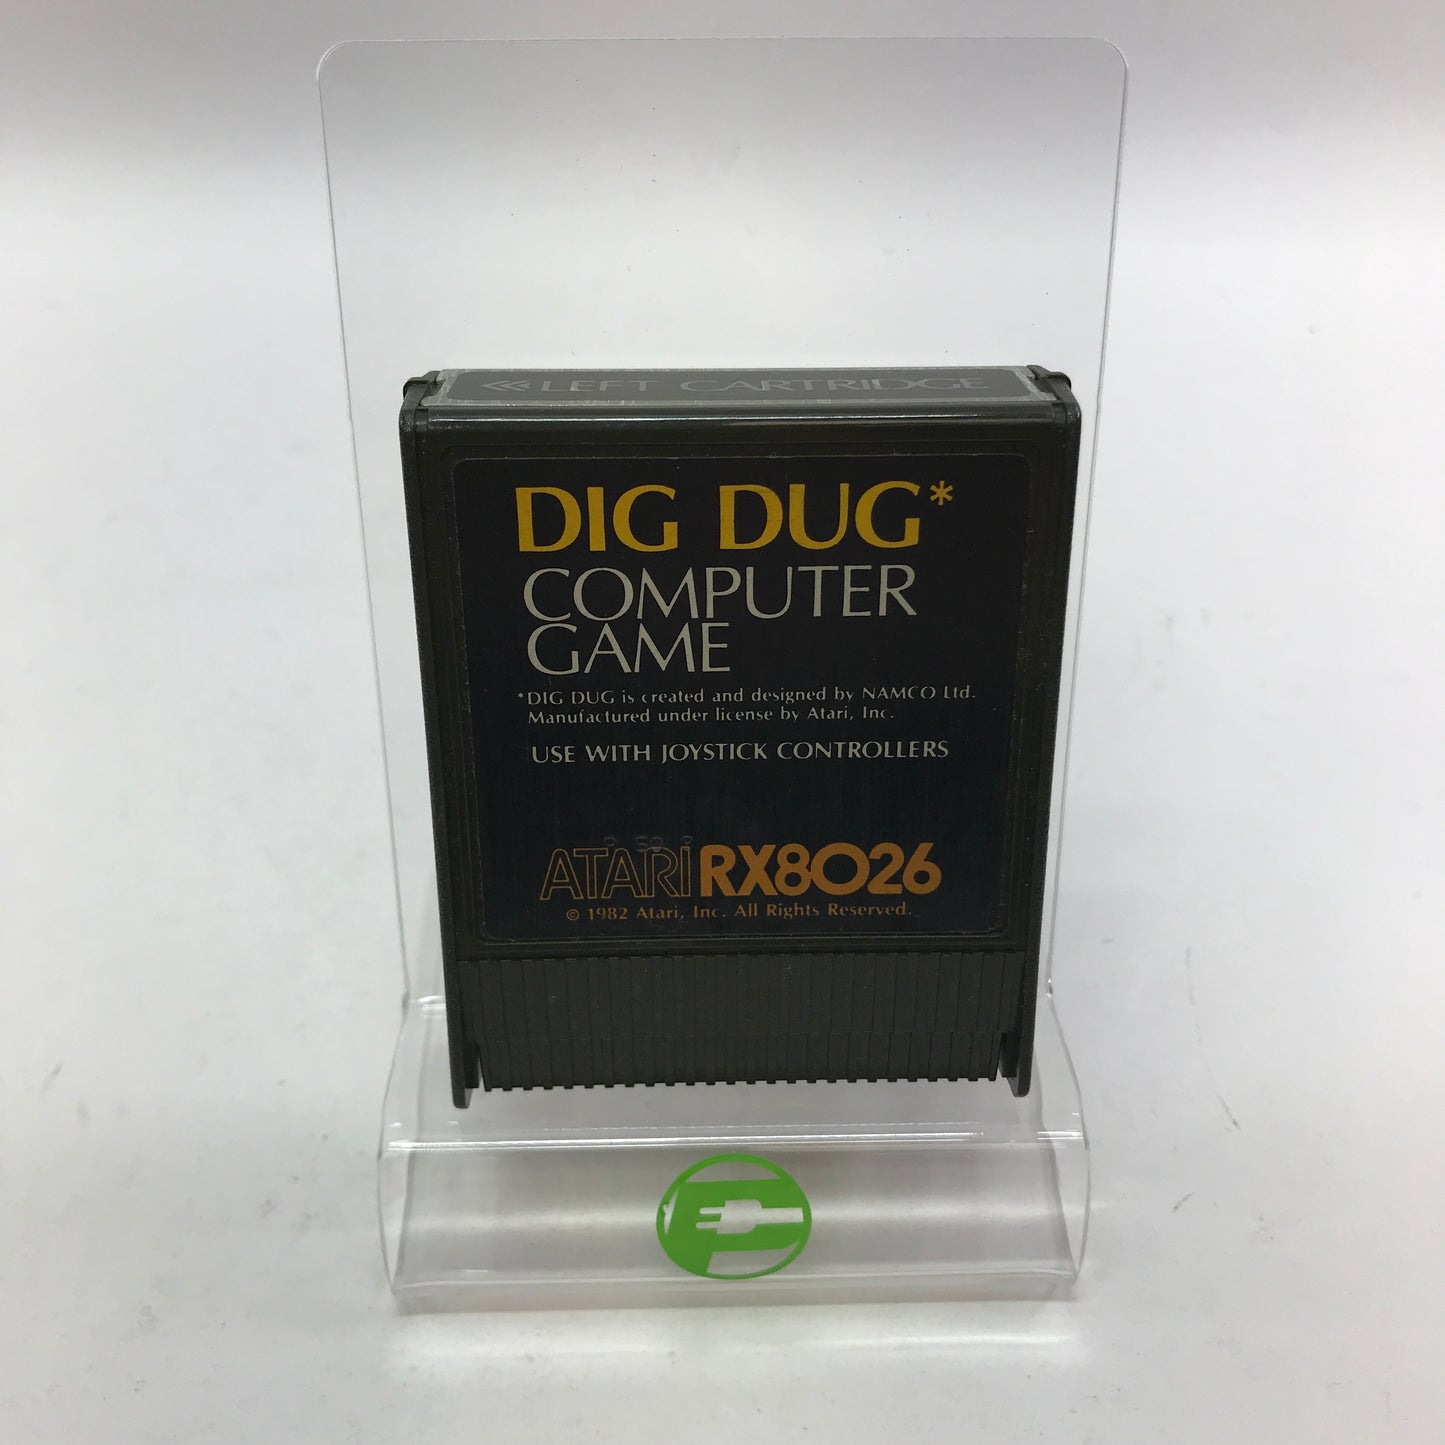 LEFT CARTRIDGE
DIG DUG*
COMPUTER
GAME
*DIG DUG is created and designed by NAMCO Ltd.
Manufactured under license by Atari, Inc.
USE WITH JOYSTICK CONTROLLERS
ATARI RX8026
© 1982 Atari, Inc. All Rights Reserved.